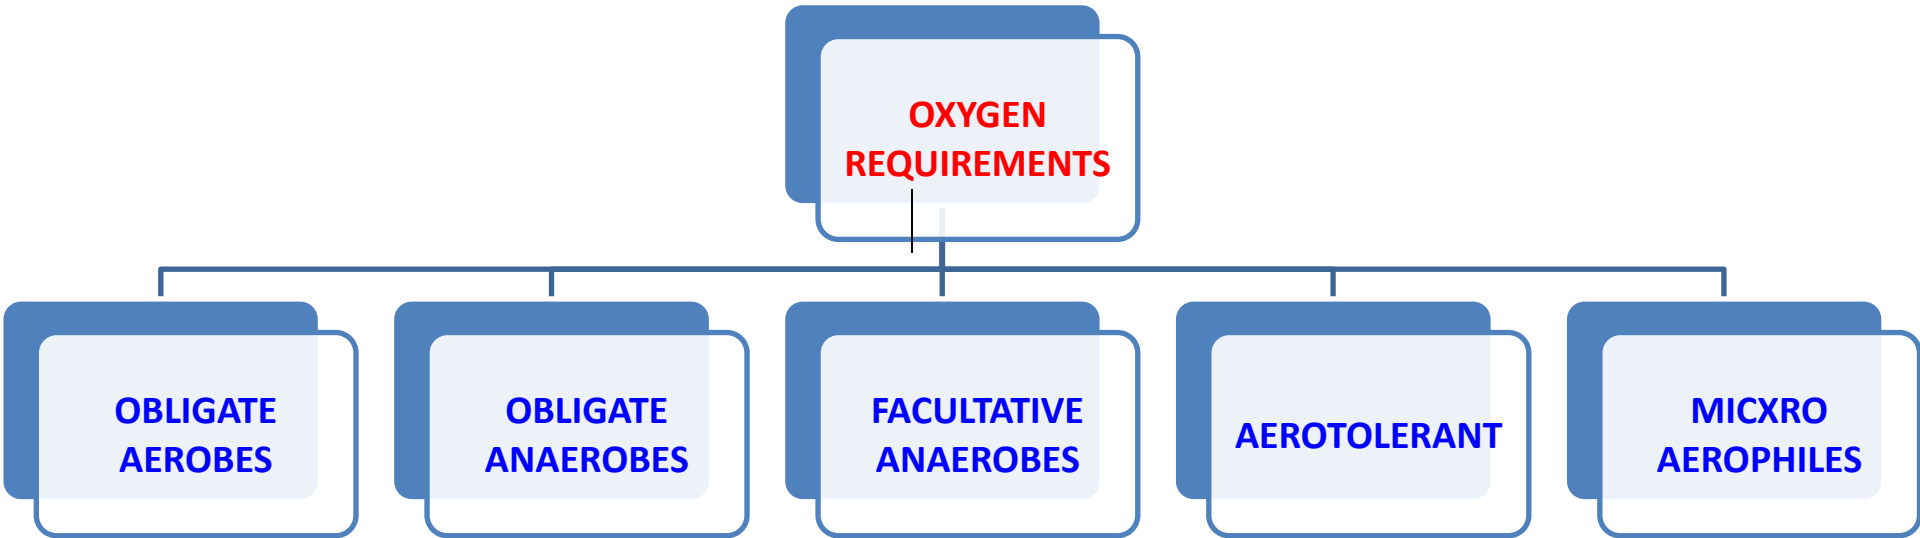 OXYGEN
REQUIREMENTS
OBLIGATE
AEROBES
OBLIGATE
ANAEROBES
FACULTATIVE
ANAEROBES
AEROTOLERANT
MICXRO
AEROPHILES